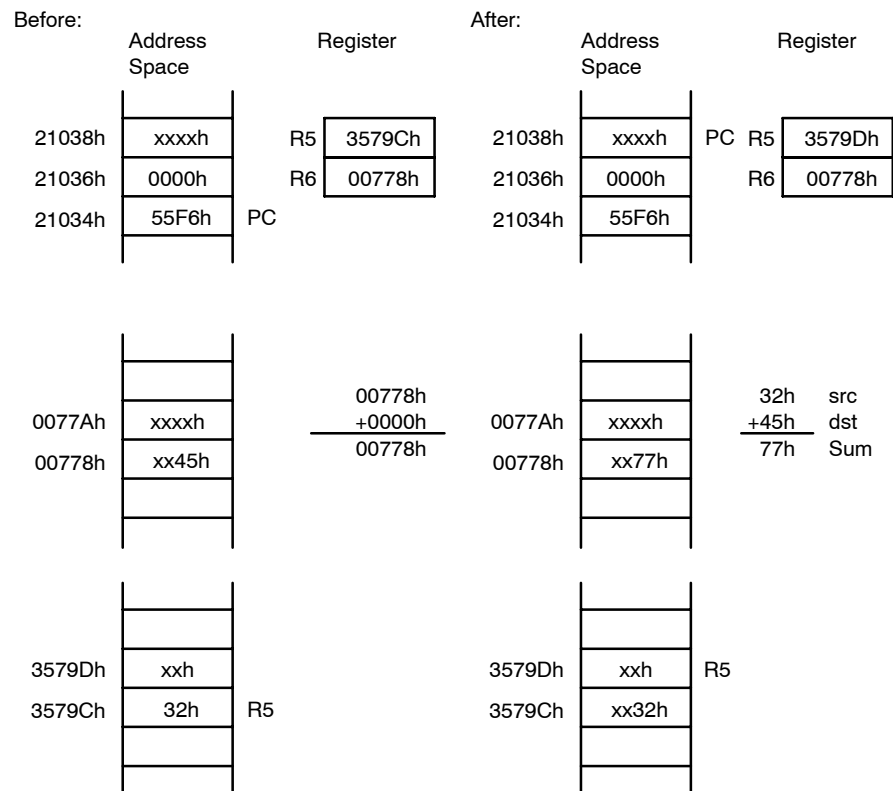 Before:
Address Space
Register
21038h xxxxh
21036h 0000h
21034h 55F6h PC
R5 3579Ch
R6 00778h
0077Ah xxxxh
00778h xx45h
00778h
+0000h
00778h
3579Dh xxh
3579Ch 32h R5
After:
Address Space
Register
21038h xxxxh PC
21036h 0000h
21034h 55F6h
R5 3579Dh
R6 00778h
0077Ah xxxxh
00778h xx77h
32h src
+45h dst
77h Sum
3579Dh xxh R5
3579Ch xx32h